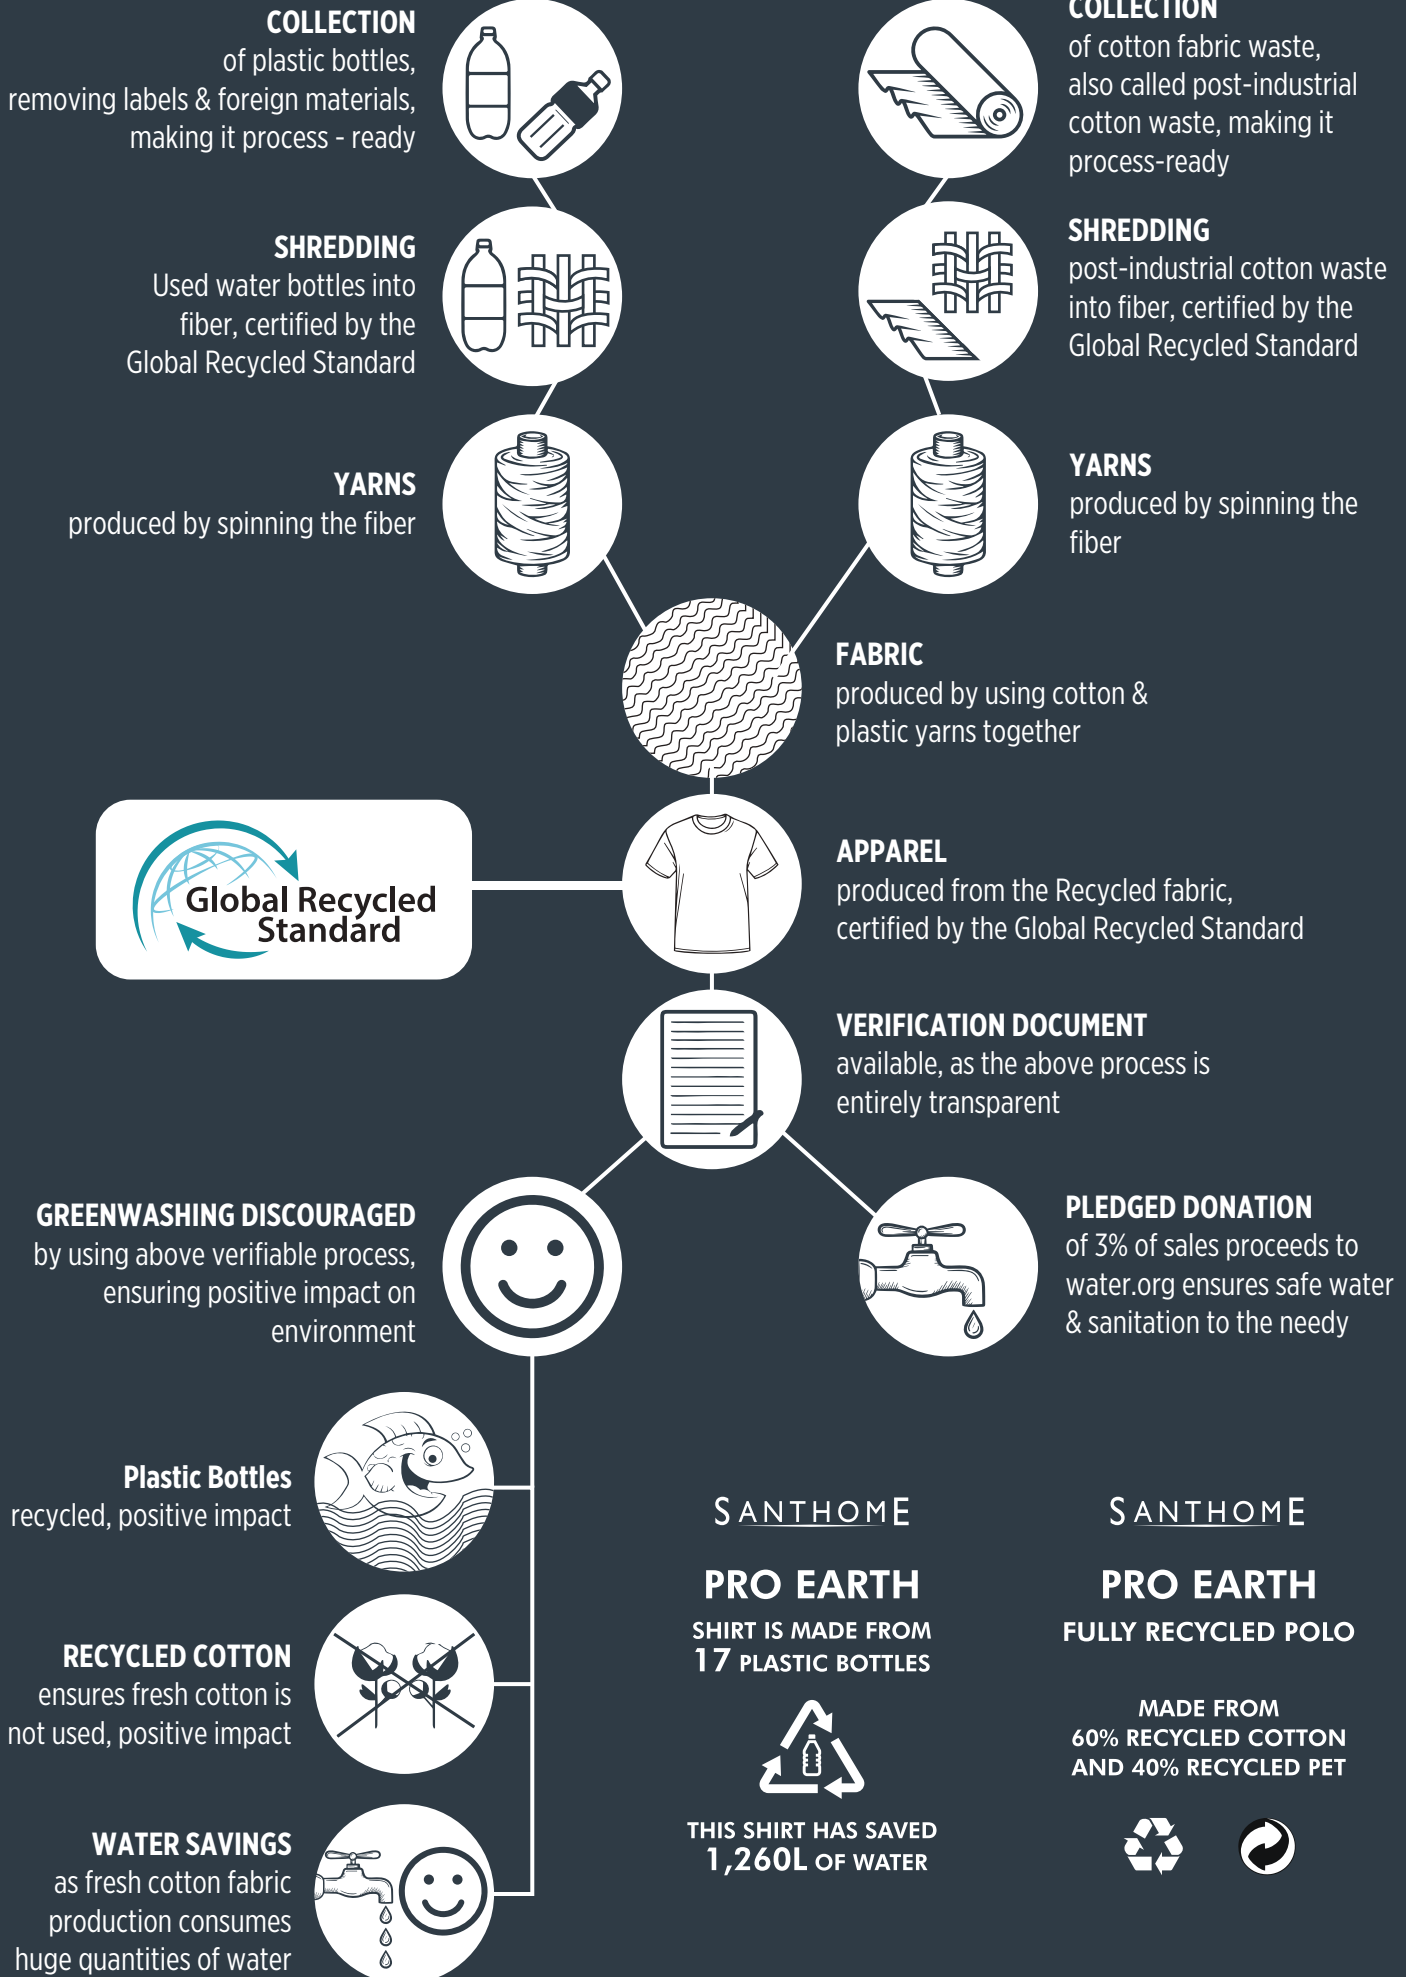 COLLECTION
of plastic bottles,
removing labels & foreign materials,
making it process - ready
COLLECTION
of cotton fabric waste,
also called post-industrial
cotton waste, making it
process-ready
SHREDDING
Used water bottles into
fiber, certified by the
Global Recycled Standard
SHREDDING
post-industrial cotton waste
into fiber, certified by the
Global Recycled Standard
YARNS
produced by spinning the fiber
YARNS
produced by spinning the
fiber
FABRIC
produced by using cotton &
plastic yarns together
Global Recycled
Standard
APPAREL
produced from the Recycled fabric,
certified by the Global Recycled Standard
VERIFICATION DOCUMENT
available, as the above process is
entirely transparent
GREENWASHING DISCOURAGED
by using above verifiable process,
ensuring positive impact on
environment
PLEDGED DONATION
of 3% of sales proceeds to
water.org ensures safe water
& sanitation to the needy
Plastic Bottles
recycled, positive impact
RECYCLED COTTON
ensures fresh cotton is
not used, positive impact
WATER SAVINGS
as fresh cotton fabric
production consumes
huge quantities of water
SANTHOME
PRO EARTH
SHIRT IS MADE FROM
17 PLASTIC BOTTLES
THIS SHIRT HAS SAVED
1,260L OF WATER
SANTHOME
PRO EARTH
FULLY RECYCLED POLO
MADE FROM
60% RECYCLED COTTON
AND 40% RECYCLED PET